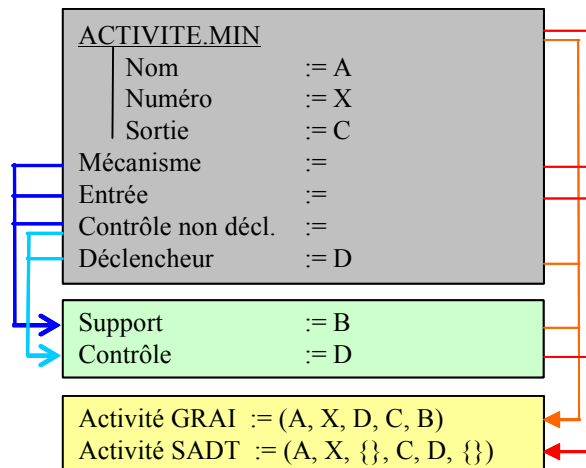 ACTIVITE.MIN
Nom := A
Numéro := X
Sortie := C
Mécanisme :=
Entrée :=
Contrôle non décl. :=
Déclencheur := D
Support := B
Contrôle := D
Activité GRAI := (A, X, D, C, B)
Activité SADT := (A, X, {}, C, D, {})